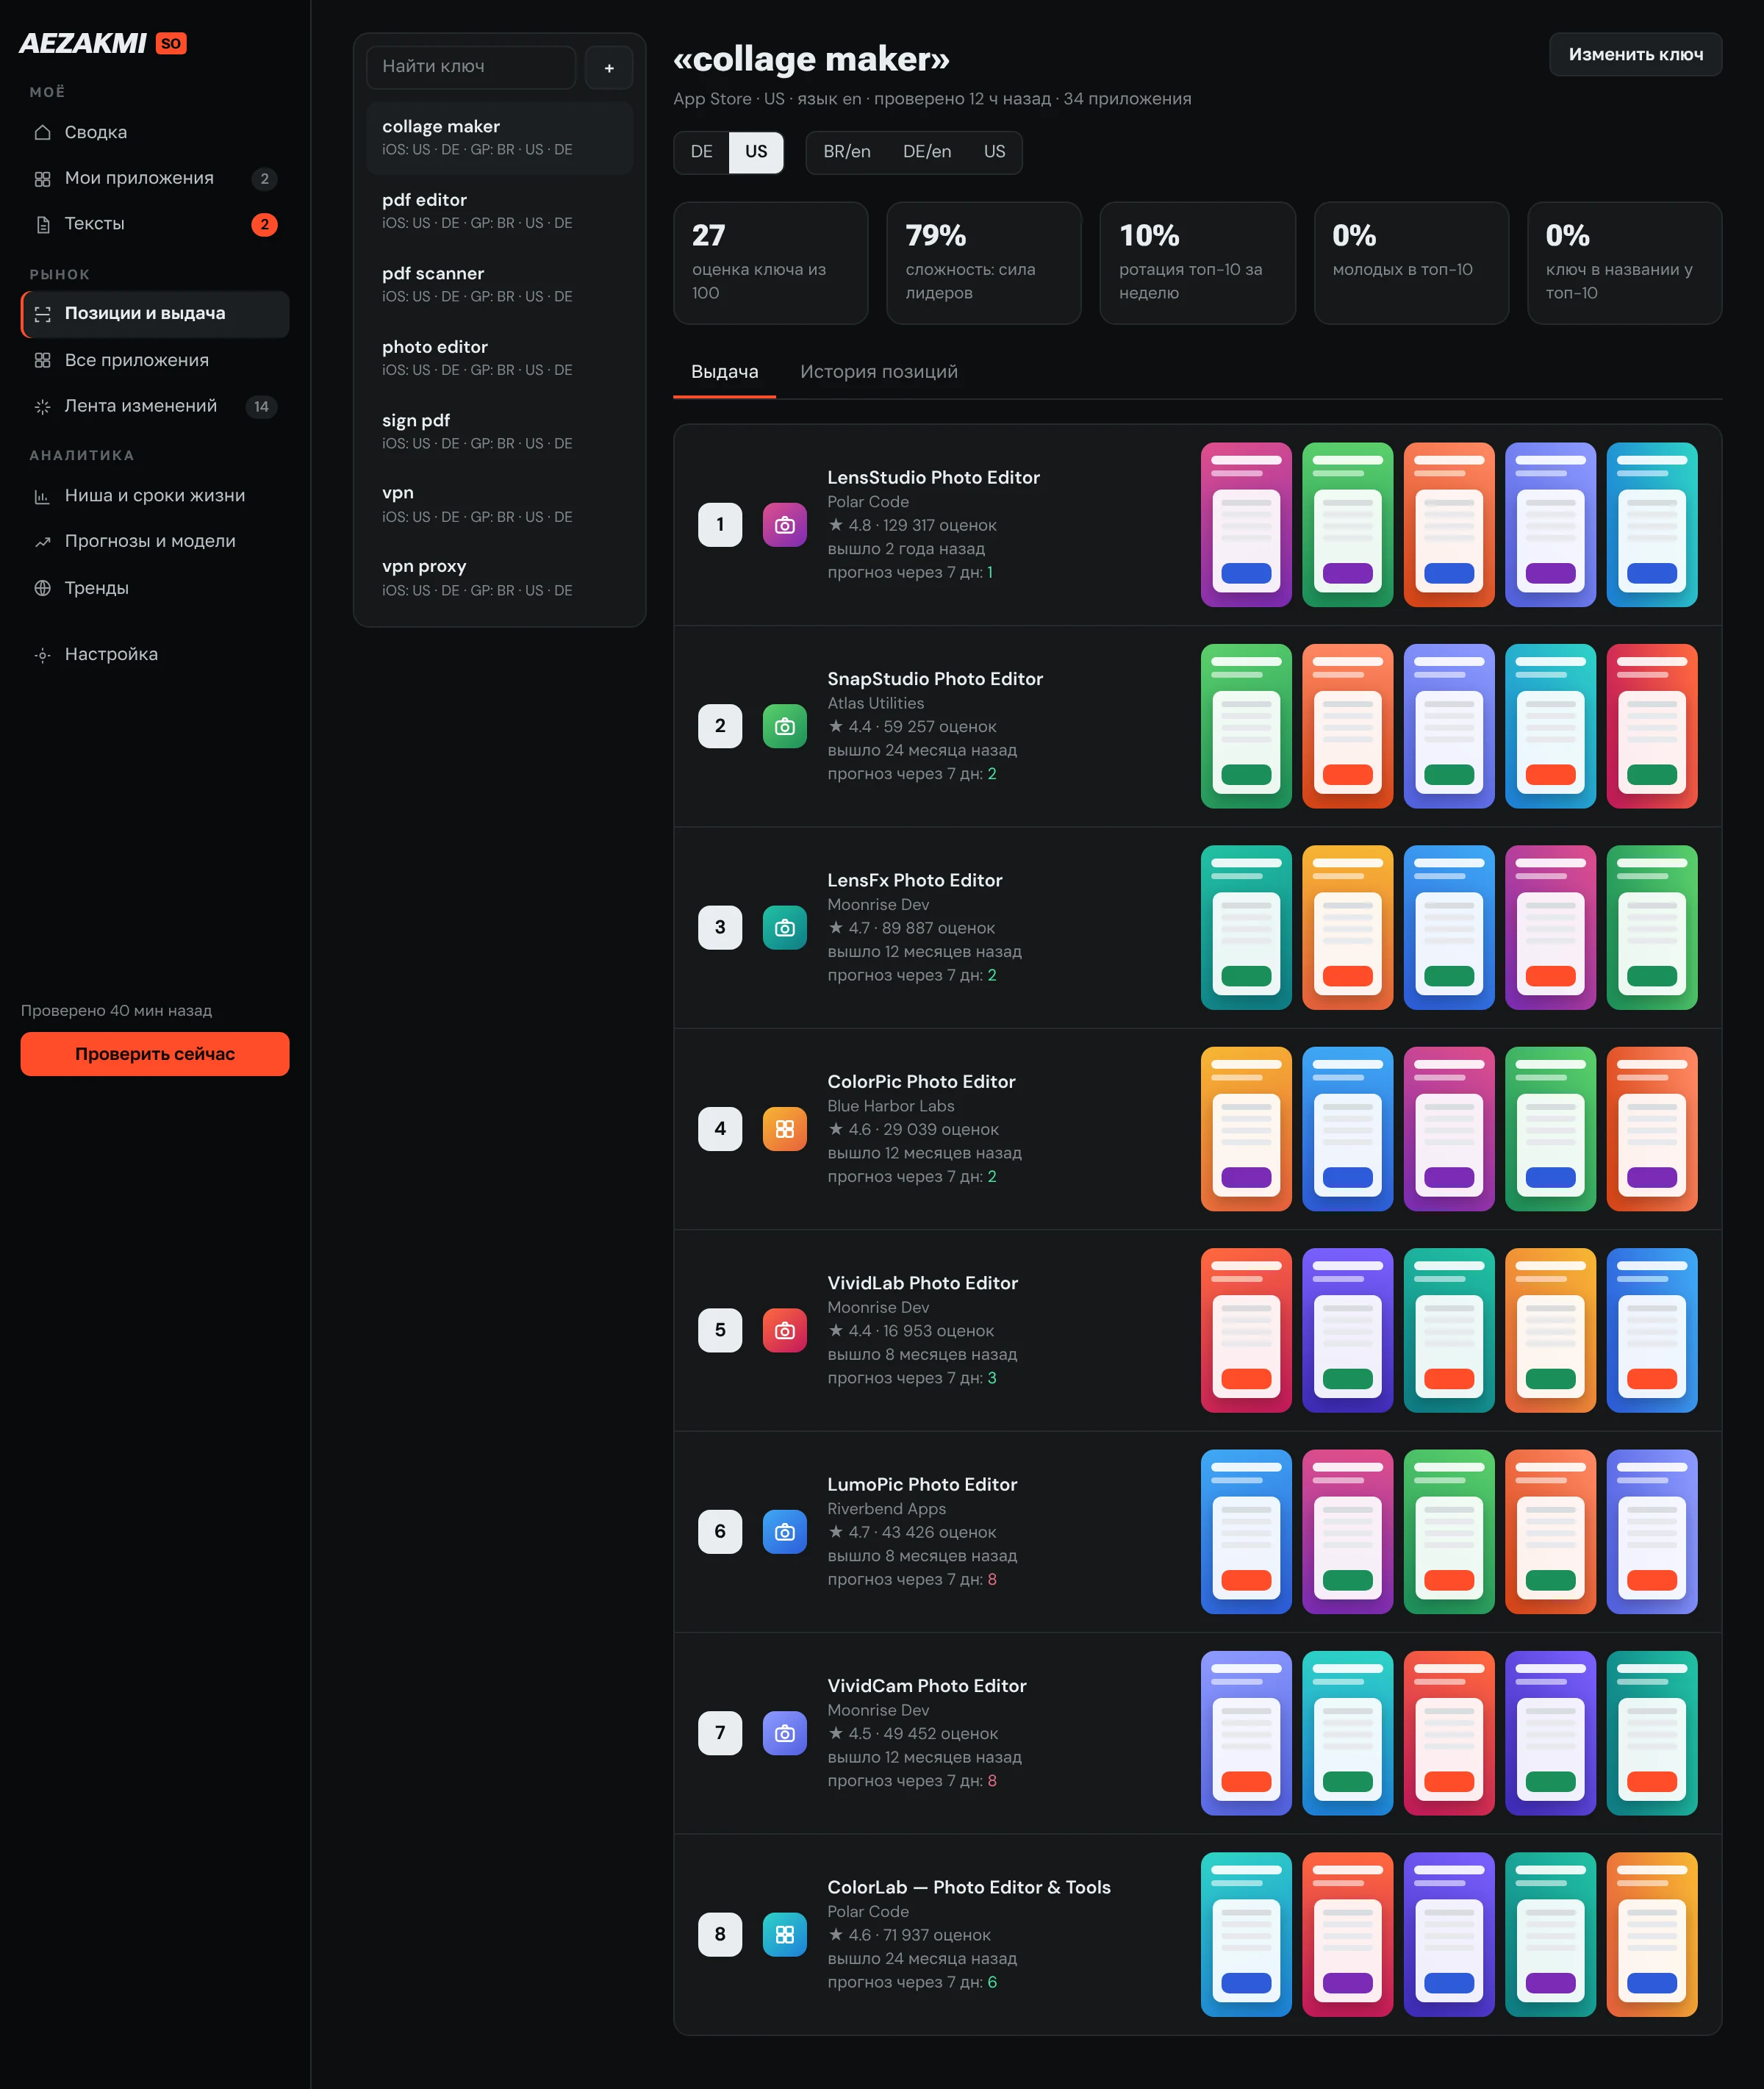 AEZAKMI SO
МОЁ
Сводка
Мои приложения 2
Тексты 2
РЫНОК
Позиции и выдача
Все приложения
Лента изменений 14
АНАЛИТИКА
Ниша и сроки жизни
Прогнозы и модели
Тренды
Настройка
Проверено 40 мин назад
Проверить сейчас
Найти ключ +
collage maker
iOS: US · DE · GP: BR · US · DE
pdf editor
iOS: US · DE · GP: BR · US · DE
pdf scanner
iOS: US · DE · GP: BR · US · DE
photo editor
iOS: US · DE · GP: BR · US · DE
sign pdf
iOS: US · DE · GP: BR · US · DE
vpn
iOS: US · DE · GP: BR · US · DE
vpn proxy
iOS: US · DE · GP: BR · US · DE
«collage maker»
Изменить ключ
App Store · US · язык en · проверено 12 ч назад · 34 приложения
DE US BR/en DE/en US
27
оценка ключа из
100
79%
сложность: сила
лидеров
10%
ротация топ-10 за
неделю
0%
молодых в топ-10
0%
ключ в названии у
топ-10
Выдача История позиций
1
LensStudio Photo Editor
Polar Code
★ 4.8 · 129 317 оценок
вышло 2 года назад
прогноз через 7 дн: 1
2
SnapStudio Photo Editor
Atlas Utilities
★ 4.4 · 59 257 оценок
вышло 24 месяца назад
прогноз через 7 дн: 2
3
LensFx Photo Editor
Moonrise Dev
★ 4.7 · 89 887 оценок
вышло 12 месяцев назад
прогноз через 7 дн: 2
4
ColorPic Photo Editor
Blue Harbor Labs
★ 4.6 · 29 039 оценок
вышло 12 месяцев назад
прогноз через 7 дн: 2
5
VividLab Photo Editor
Moonrise Dev
★ 4.4 · 16 953 оценок
вышло 8 месяцев назад
прогноз через 7 дн: 3
6
LumoPic Photo Editor
Riverbend Apps
★ 4.7 · 43 426 оценок
вышло 8 месяцев назад
прогноз через 7 дн: 8
7
VividCam Photo Editor
Moonrise Dev
★ 4.5 · 49 452 оценок
вышло 12 месяцев назад
прогноз через 7 дн: 8
8
ColorLab — Photo Editor & Tools
Polar Code
★ 4.6 · 71 937 оценок
вышло 24 месяца назад
прогноз через 7 дн: 6